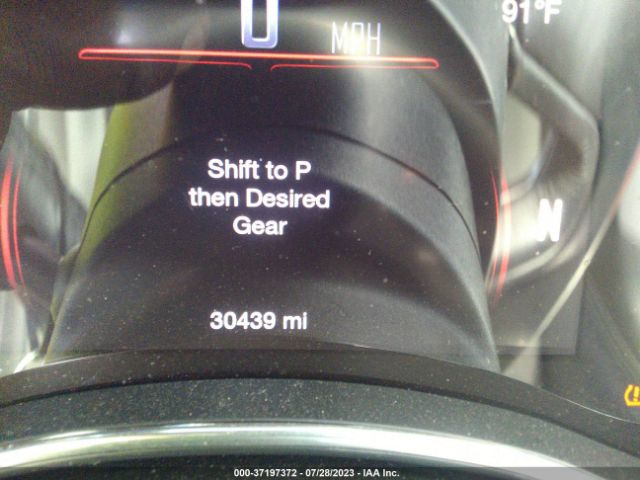 0 MPH
91°F
Shift to P
then Desired
Gear
N
30439 mi
000-37197372 - 07/28/2023 - IAA Inc.